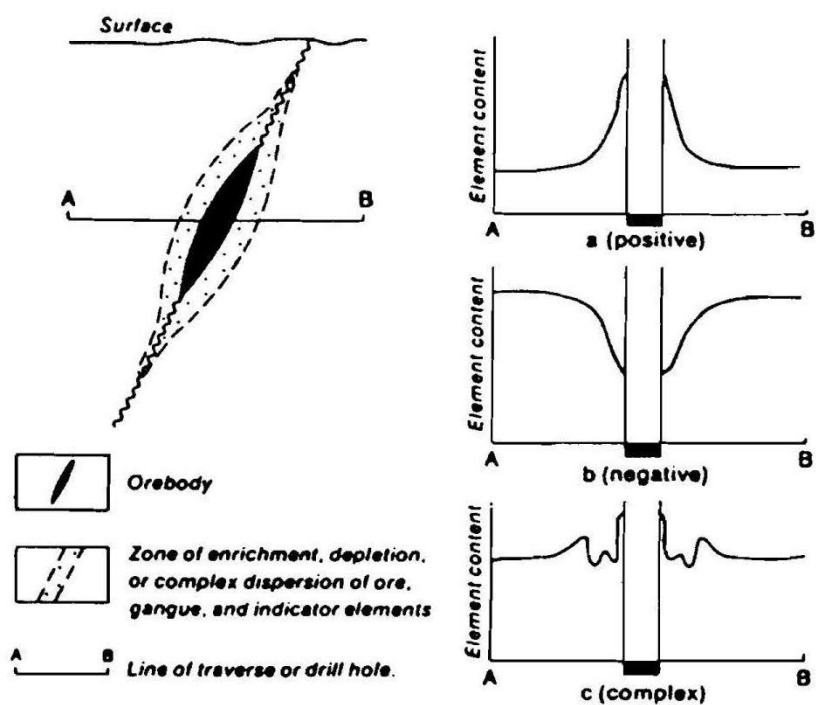 Surface
A
B
Orebody
Zone of enrichment, depletion,
or complex dispersion of ore,
gangue, and indicator elements
A
B
Line of traverse or drill hole.
Element content
A
B
a (positive)
Element content
A
B
b (negative)
Element content
A
B
c (complex)